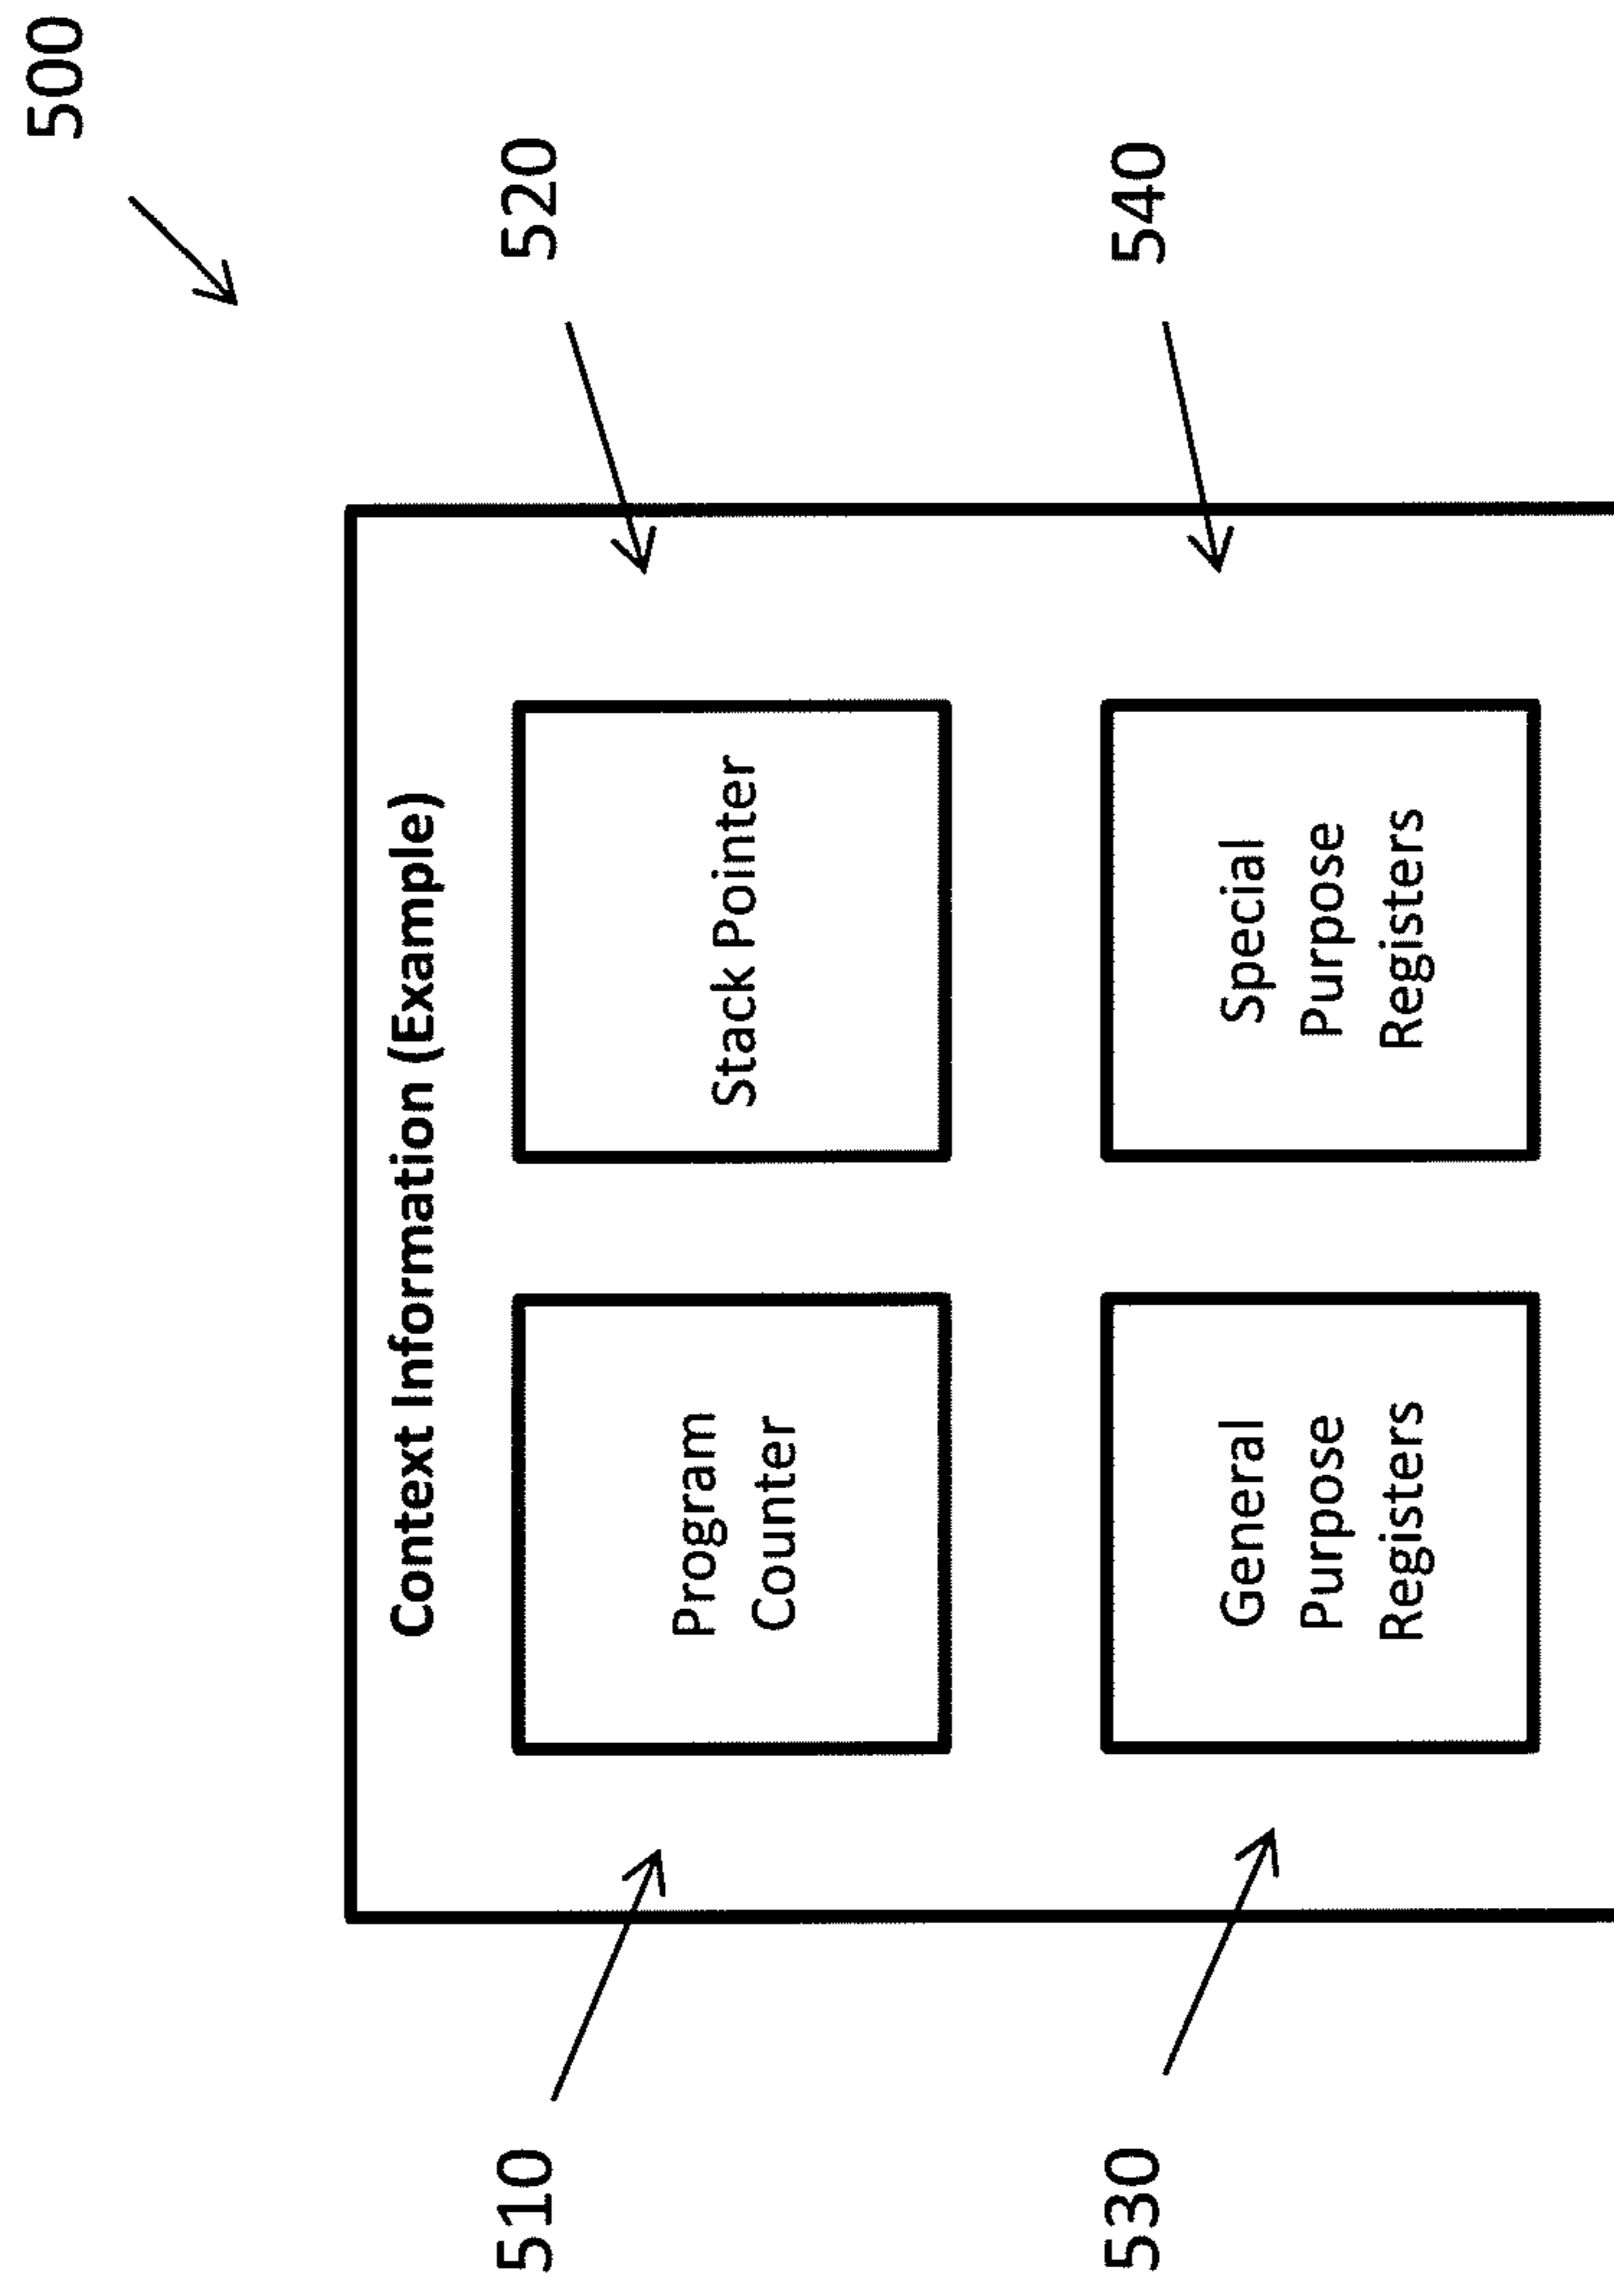 500
Context Information (Example)
510
Program
Counter
520
Stack Pointer
530
General
Purpose
Registers
540
Special
Purpose
Registers